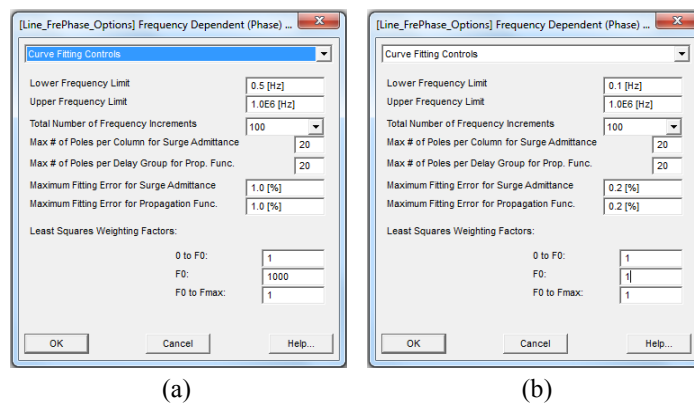 [Line_FrePhase_Options] Frequency Dependent (Phase) ...
Curve Fitting Controls
Lower Frequency Limit 0.5 [Hz]
Upper Frequency Limit 1.0E6 [Hz]
Total Number of Frequency Increments 100
Max # of Poles per Column for Surge Admittance 20
Max # of Poles per Delay Group for Prop. Func. 20
Maximum Fitting Error for Surge Admittance 1.0 [%]
Maximum Fitting Error for Propagation Func. 1.0 [%]
Least Squares Weighting Factors:
0 to F0: 1
F0: 1000
F0 to Fmax: 1
OK Cancel Help...
(a)
[Line_FrePhase_Options] Frequency Dependent (Phase) ...
Curve Fitting Controls
Lower Frequency Limit 0.1 [Hz]
Upper Frequency Limit 1.0E6 [Hz]
Total Number of Frequency Increments 100
Max # of Poles per Column for Surge Admittance 20
Max # of Poles per Delay Group for Prop. Func. 20
Maximum Fitting Error for Surge Admittance 0.2 [%]
Maximum Fitting Error for Propagation Func. 0.2 [%]
Least Squares Weighting Factors:
0 to F0: 1
F0: 1
F0 to Fmax: 1
OK Cancel Help...
(b)